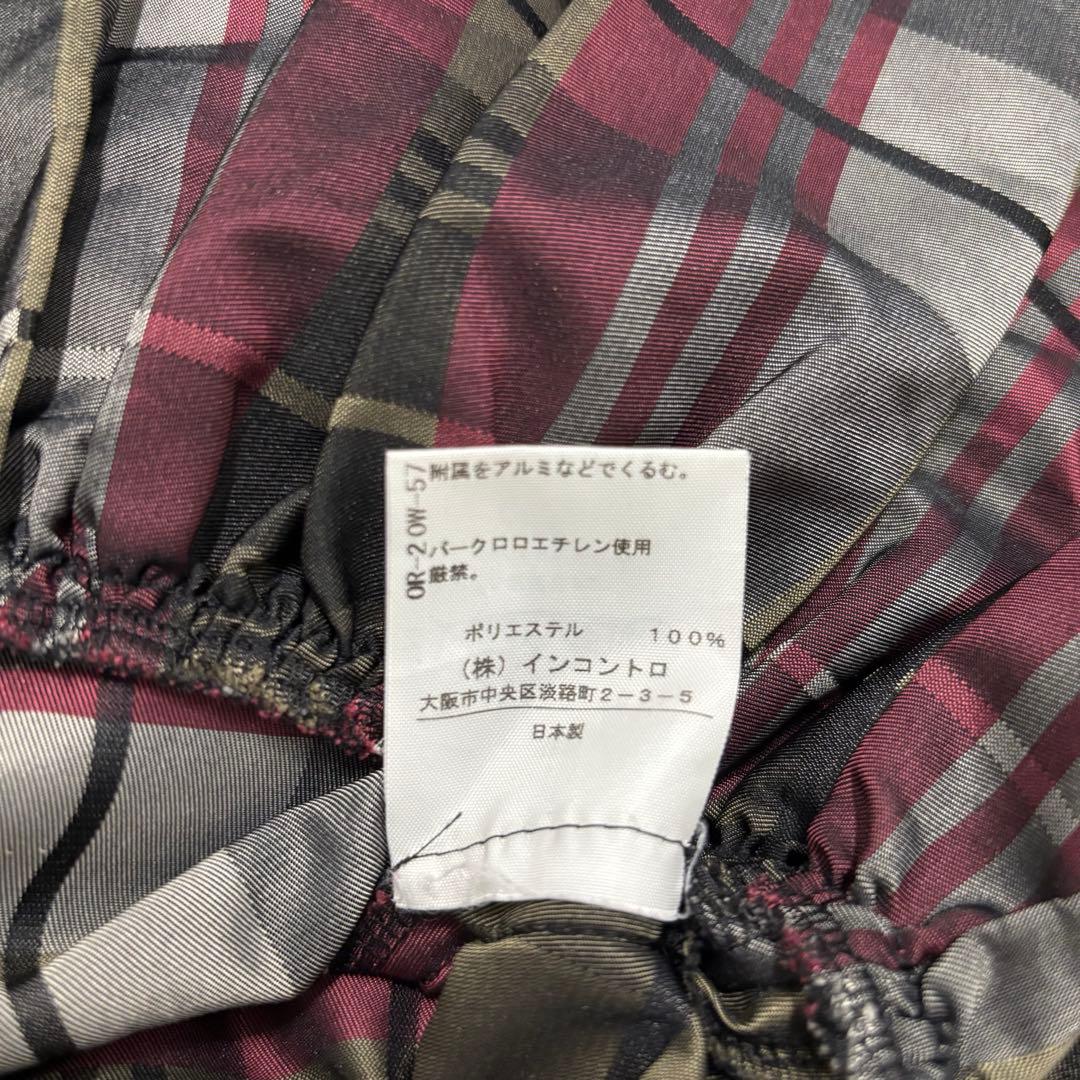 附属をアルミなどでくるむ。
パークロロエチレン使用
厳禁。
ポリエステル 100%
(株)インコントロ
大阪市中央区淡路町2-3-5
日本製
OR-20W-57